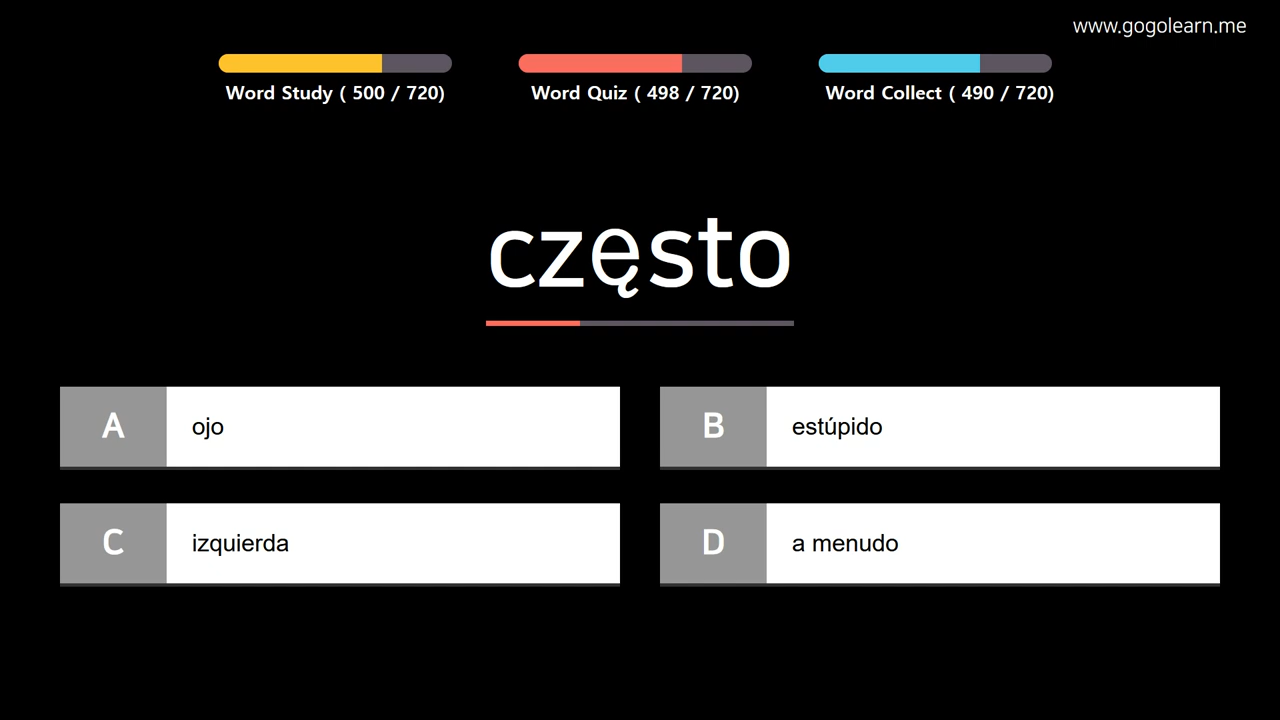 www.gogolearn.me
Word Study ( 500 / 720)
Word Quiz ( 498 / 720)
Word Collect ( 490 / 720)
często
A
ojo
B
estúpido
C
izquierda
D
a menudo